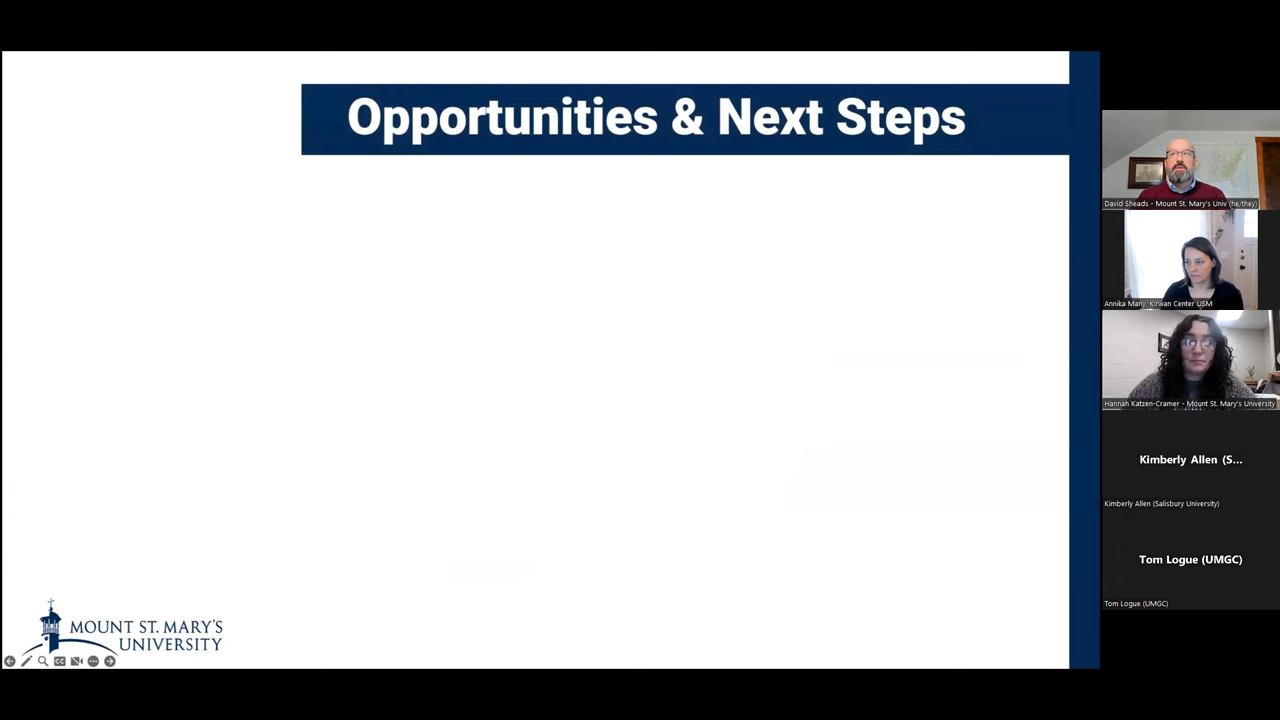 Opportunities & Next Steps
David Sheads - Mount St. Mary's Univ (he/they)
Annika Many, Kirwan Center USM
Hannah Katzen-Cramer - Mount St. Mary's University
Kimberly Allen (S...
Kimberly Allen (Salisbury University)
Tom Logue (UMGC)
Tom Logue (UMGC)
MOUNT ST. MARY'S
UNIVERSITY
CC